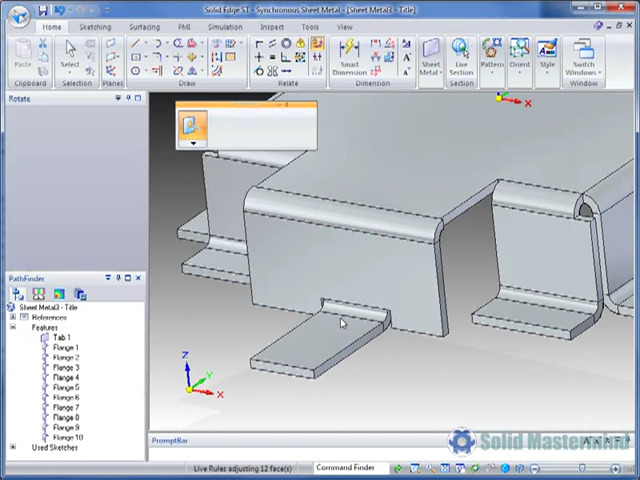 Solid Edge ST - Synchronous Sheet Metal - [Sheet Metal3 - Title]
Home Sketching Surfacing PMI Simulation Inspect Tools View
Paste
Select
Planes
Smart Dimension
Sheet Metal
Live Section
Pattern
Orient
Style
Switch Windows
Clipboard Selection Planes Draw Relate Dimension Section Window
Rotate
X
PathFinder
Sheet Metal3 - Title
References
Features
Tab 1
Flange 1
Flange 2
Flange 3
Flange 4
Flange 5
Flange 6
Flange 7
Flange 8
Flange 9
Flange 10
Used Sketches
Z
Y
X
PromptBar
Solid Mastermind
Live Rules adjusting 12 face(s)
Command Finder